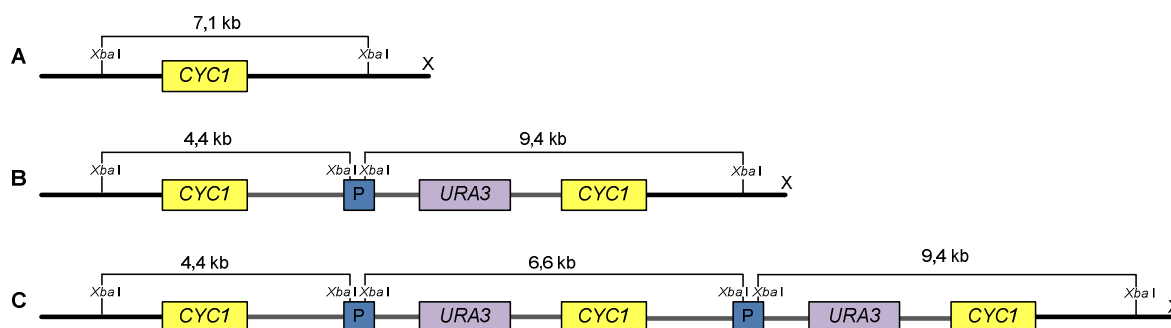 7,1 kb
XbaI XbaI X
A CYC1
4,4 kb 9,4 kb
XbaI XbaI XbaI XbaI X
B CYC1 P URA3 CYC1
4,4 kb 6,6 kb 9,4 kb
XbaI XbaI XbaI XbaI XbaI XbaI
C CYC1 P URA3 CYC1 P URA3 CYC1